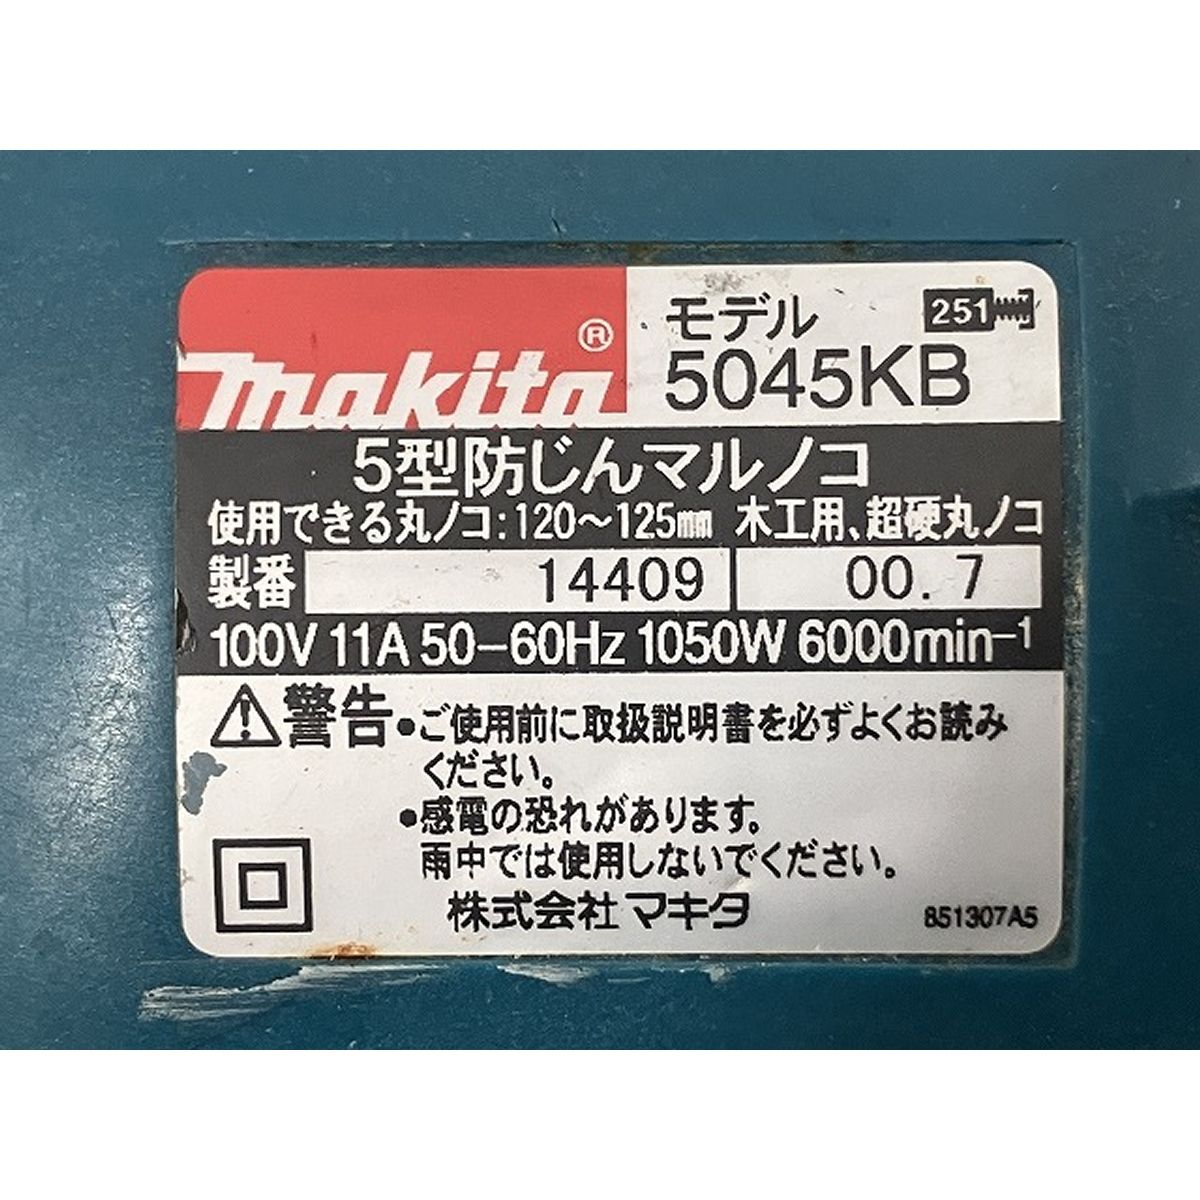 makita®
モデル 251
5045KB
5型防じんマルノコ
使用できる丸ノコ:120～125mm 木工用、超硬丸ノコ
製番 14409 00.7
100V 11A 50-60Hz 1050W 6000min-1
警告 •ご使用前に取扱説明書を必ずよくお読み
ください。
•感電の恐れがあります。
雨中では使用しないでください。
株式会社マキタ 851307A5